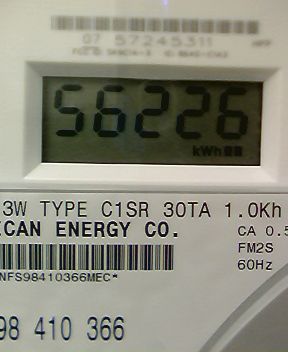 07 57245311
56226
kWh
3W TYPE C1SR 30TA 1.0Kh
ICAN ENERGY CO.
CA 0.5
FM2S
NFS98410366MEC*
60Hz
98 410 366